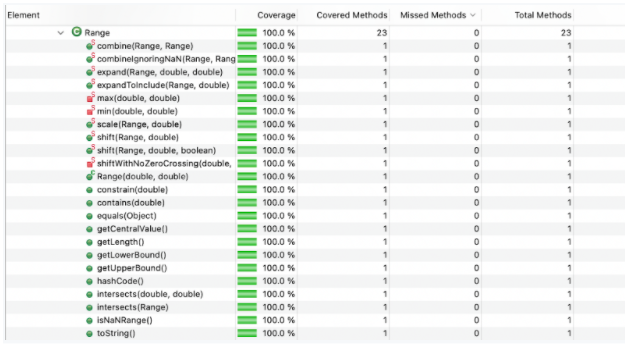 Element Coverage Covered Methods Missed Methods Total Methods
Range 100.0 % 23 0 23
combine(Range, Range) 100.0 % 1 0 1
combineIgnoringNaN(Range, Rang 100.0 % 1 0 1
expand(Range, double, double) 100.0 % 1 0 1
expandToInclude(Range, double) 100.0 % 1 0 1
max(double, double) 100.0 % 1 0 1
min(double, double) 100.0 % 1 0 1
scale(Range, double) 100.0 % 1 0 1
shift(Range, double) 100.0 % 1 0 1
shift(Range, double, boolean) 100.0 % 1 0 1
shiftWithNoZeroCrossing(double, 100.0 % 1 0 1
Range(double, double) 100.0 % 1 0 1
constrain(double) 100.0 % 1 0 1
contains(double) 100.0 % 1 0 1
equals(Object) 100.0 % 1 0 1
getCentralValue() 100.0 % 1 0 1
getLength() 100.0 % 1 0 1
getLowerBound() 100.0 % 1 0 1
getUpperBound() 100.0 % 1 0 1
hashCode() 100.0 % 1 0 1
intersects(double, double) 100.0 % 1 0 1
intersects(Range) 100.0 % 1 0 1
isNaNRange() 100.0 % 1 0 1
toString() 100.0 % 1 0 1